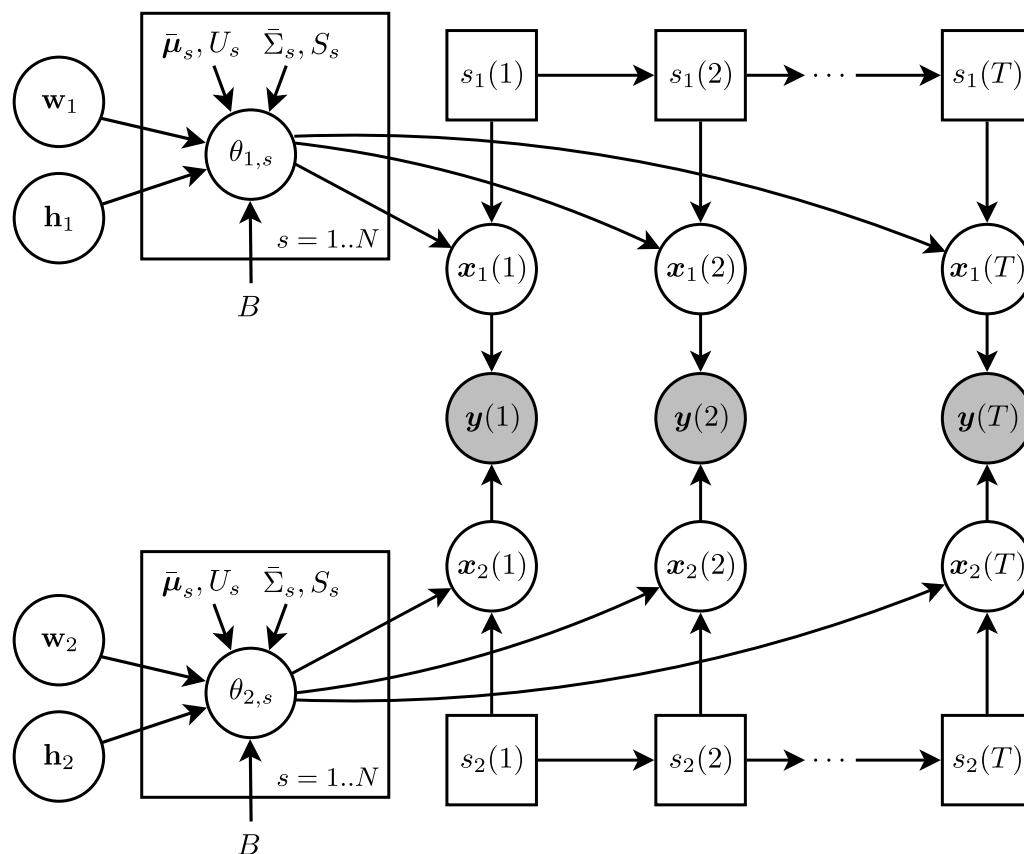 𝝁̄ₛ, Uₛ Σ̄ₛ, Sₛ
s₁(1) s₁(2) ⋯ s₁(T)
w₁
θ₁,ₛ
h₁
s = 1..N
B
x₁(1) x₁(2) x₁(T)
y(1) y(2) y(T)
x₂(1) x₂(2) x₂(T)
𝝁̄ₛ, Uₛ Σ̄ₛ, Sₛ
w₂
θ₂,ₛ
h₂
s = 1..N
s₂(1) s₂(2) ⋯ s₂(T)
B